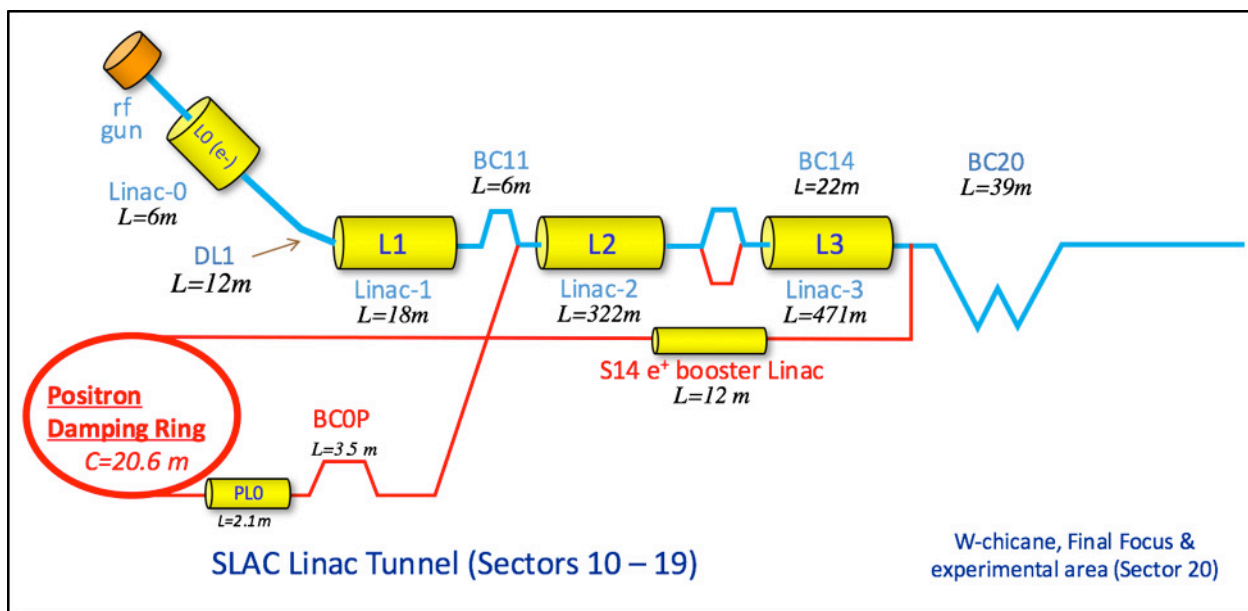 rf
gun
L0 (e-)
Linac-0
L=6m
DL1
L=12m
L1
Linac-1
L=18m
BC11
L=6m
L2
Linac-2
L=322m
BC14
L=22m
L3
Linac-3
L=471m
BC20
L=39m
S14 e⁺ booster Linac
L=12 m
Positron
Damping Ring
C=20.6 m
BC0P
L=3.5 m
PL0
L=2.1m
SLAC Linac Tunnel (Sectors 10 – 19)
W-chicane, Final Focus &
experimental area (Sector 20)